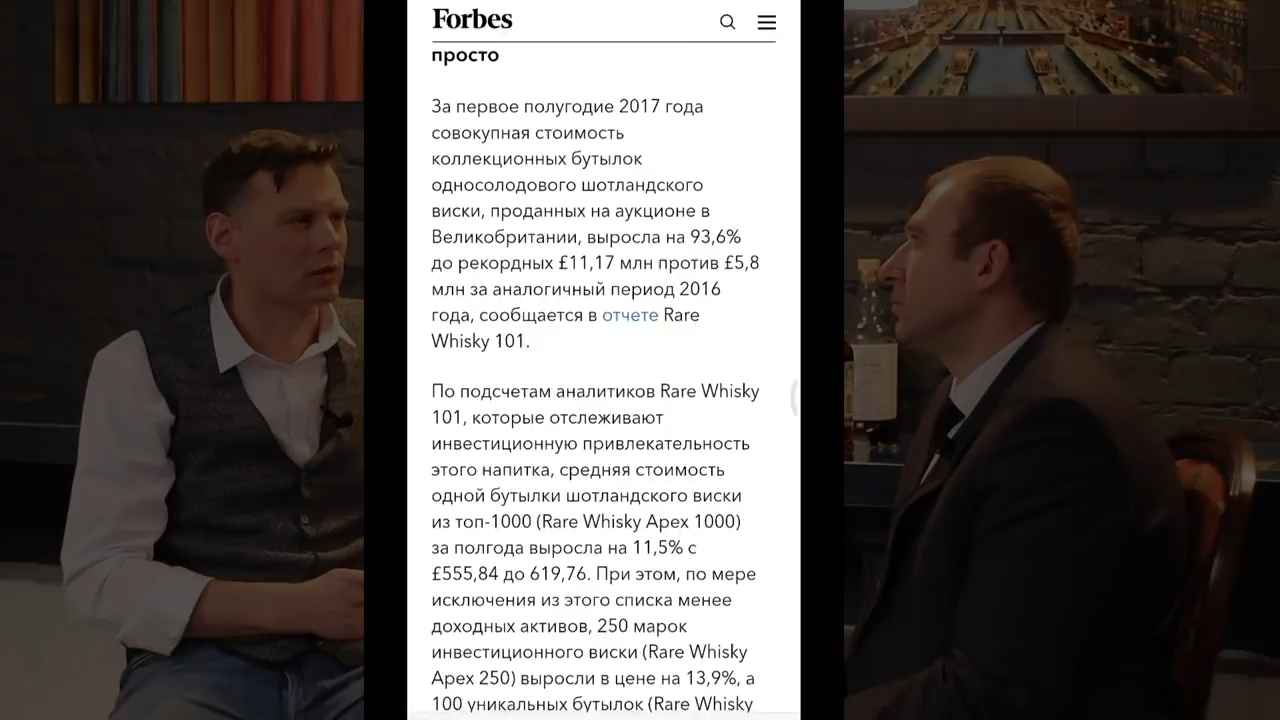 Forbes
просто
За первое полугодие 2017 года
совокупная стоимость
коллекционных бутылок
односолодового шотландского
виски, проданных на аукционе в
Великобритании, выросла на 93,6%
до рекордных £11,17 млн против £5,8
млн за аналогичный период 2016
года, сообщается в отчете Rare
Whisky 101.
По подсчетам аналитиков Rare Whisky
101, которые отслеживают
инвестиционную привлекательность
этого напитка, средняя стоимость
одной бутылки шотландского виски
из топ-1000 (Rare Whisky Apex 1000)
за полгода выросла на 11,5% с
£555,84 до 619,76. При этом, по мере
исключения из этого списка менее
доходных активов, 250 марок
инвестиционного виски (Rare Whisky
Apex 250) выросли в цене на 13,9%, а
100 уникальных бутылок (Rare Whisky